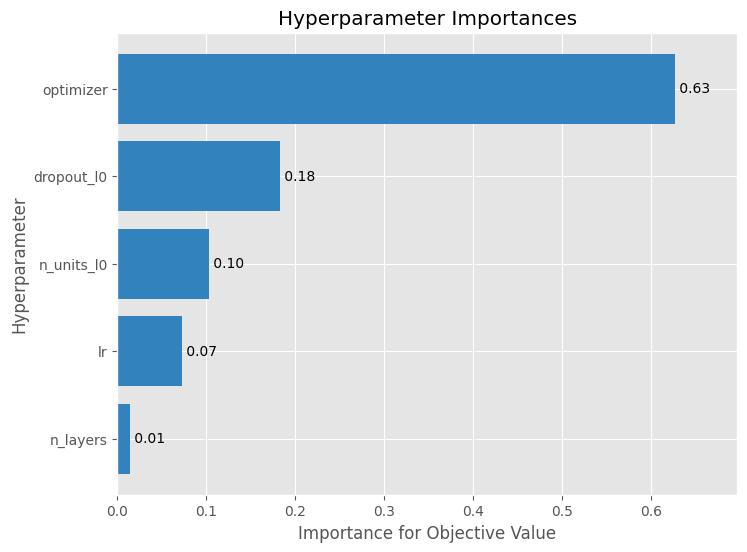 Hyperparameter Importances
Hyperparameter
optimizer
0.63
dropout_l0
0.18
n_units_l0
0.10
lr
0.07
n_layers
0.01
0.0 0.1 0.2 0.3 0.4 0.5 0.6
Importance for Objective Value